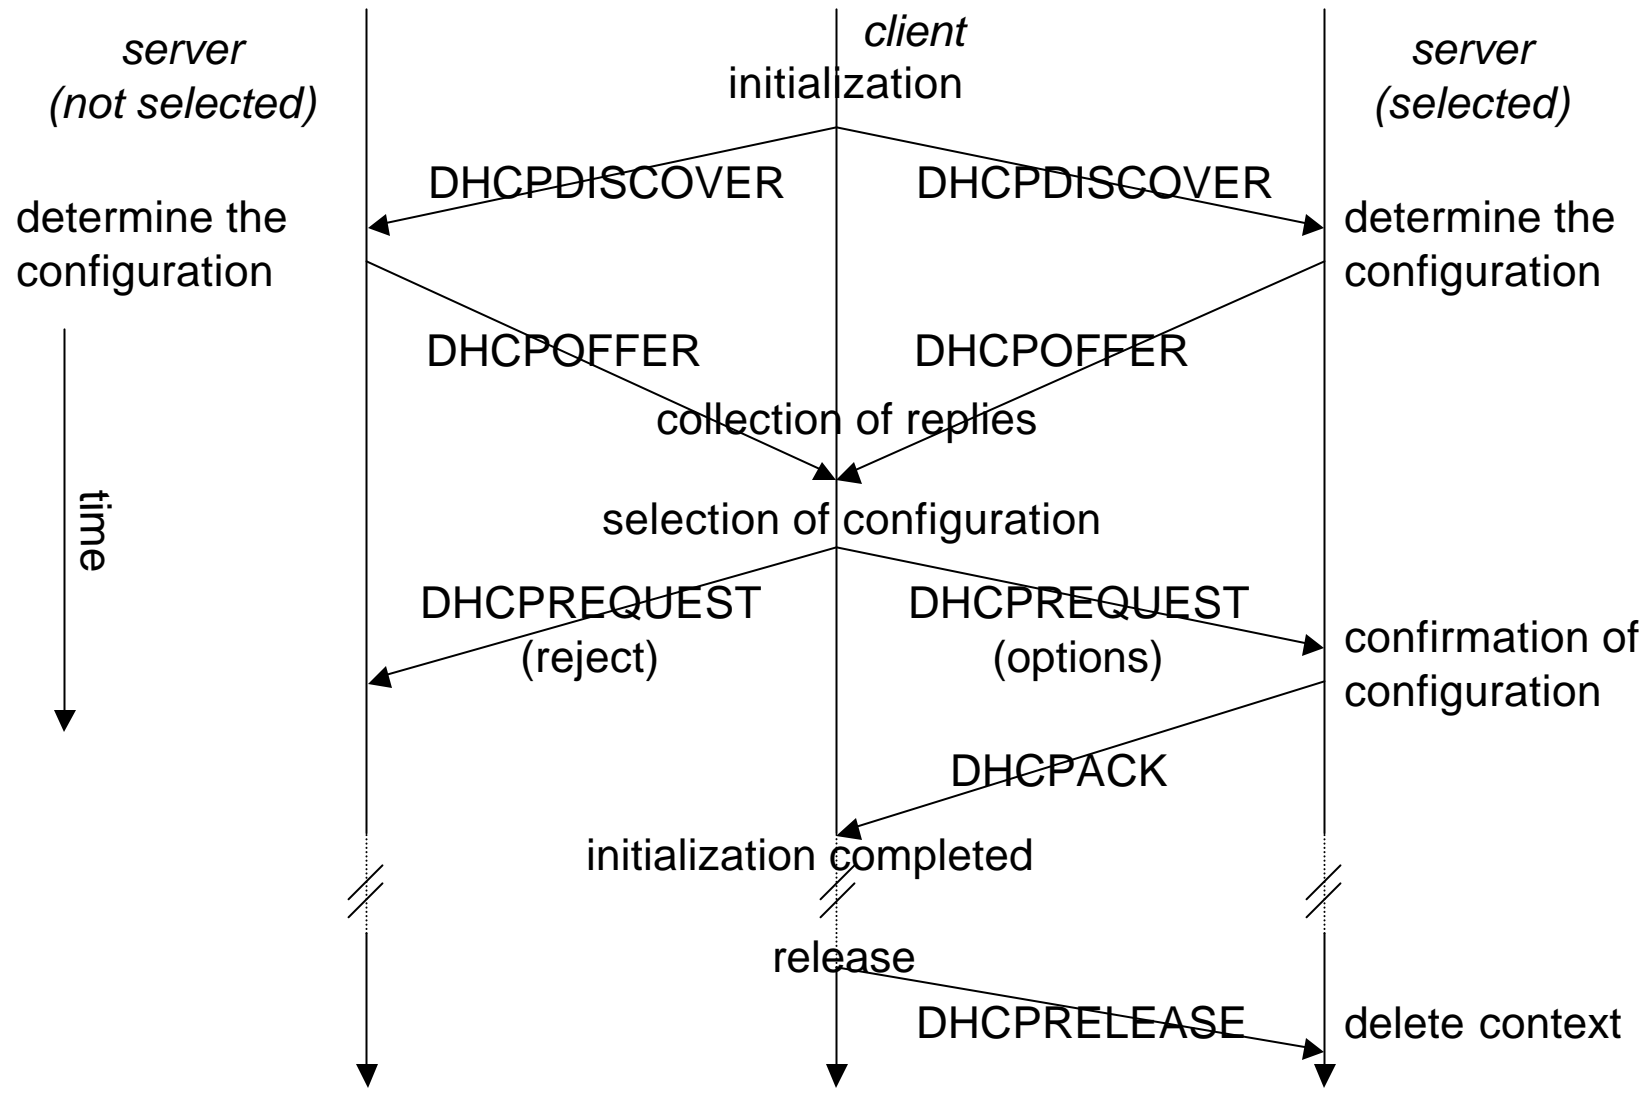 client
server
(not selected)
initialization
server
(selected)
DHCPDISCOVER
DHCPDISCOVER
determine the
configuration
determine the
configuration
DHCPOFFER
DHCPOFFER
collection of replies
time
selection of configuration
DHCPREQUEST
(reject)
DHCPREQUEST
(options)
confirmation of
configuration
DHCPACK
initialization completed
release
DHCPRELEASE
delete context